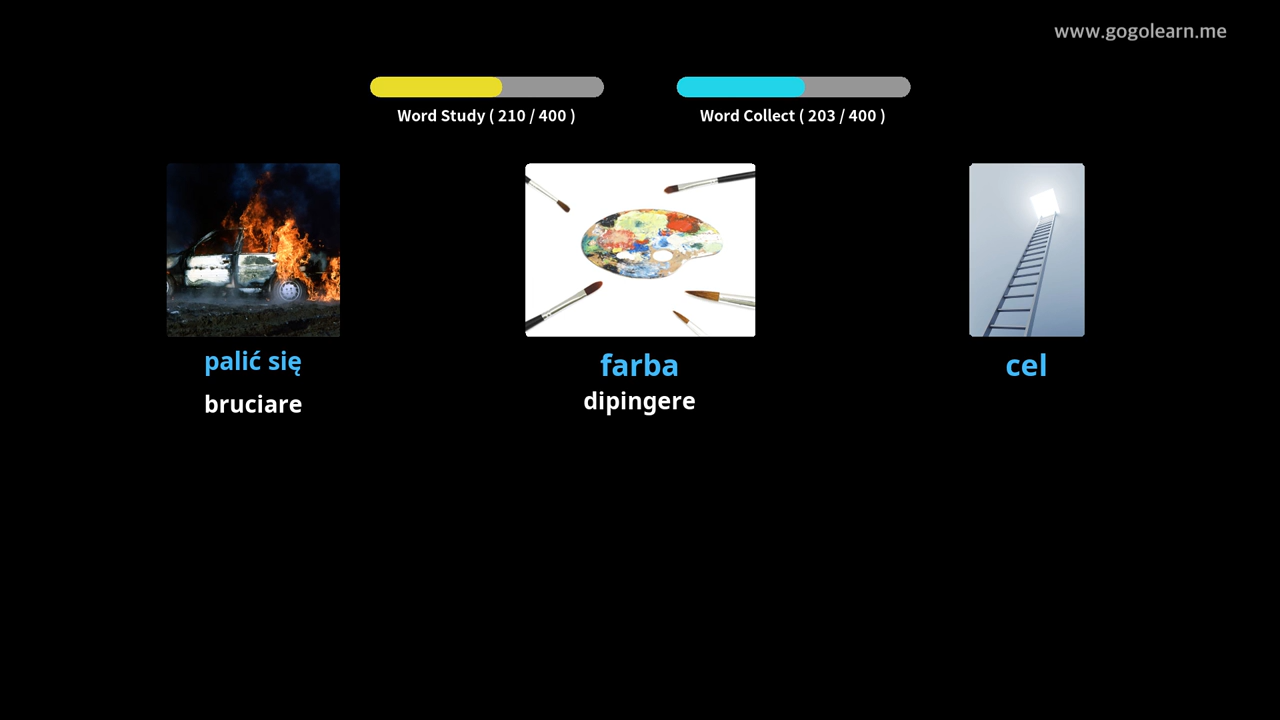 www.gogolearn.me
Word Study ( 210 / 400 )
Word Collect ( 203 / 400 )
palić się
farba
cel
bruciare
dipingere